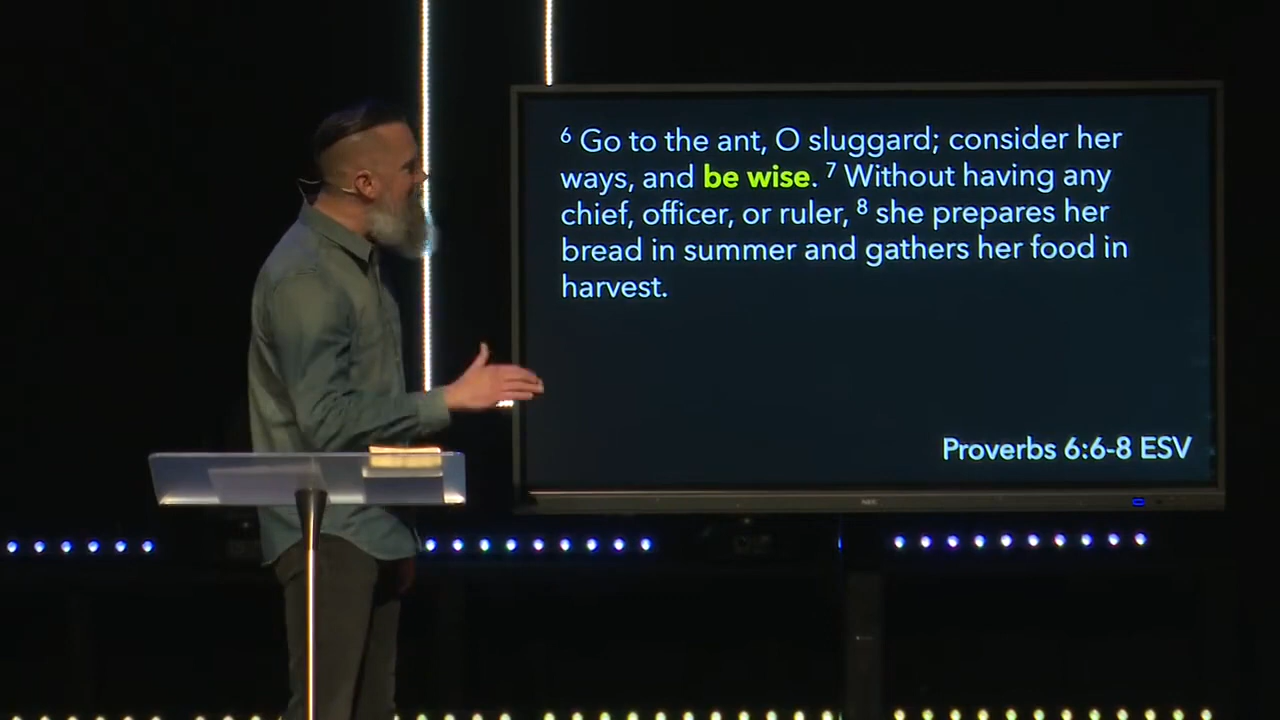 ⁶ Go to the ant, O sluggard; consider her
ways, and be wise. ⁷ Without having any
chief, officer, or ruler, ⁸ she prepares her
bread in summer and gathers her food in
harvest.
Proverbs 6:6-8 ESV
NEC